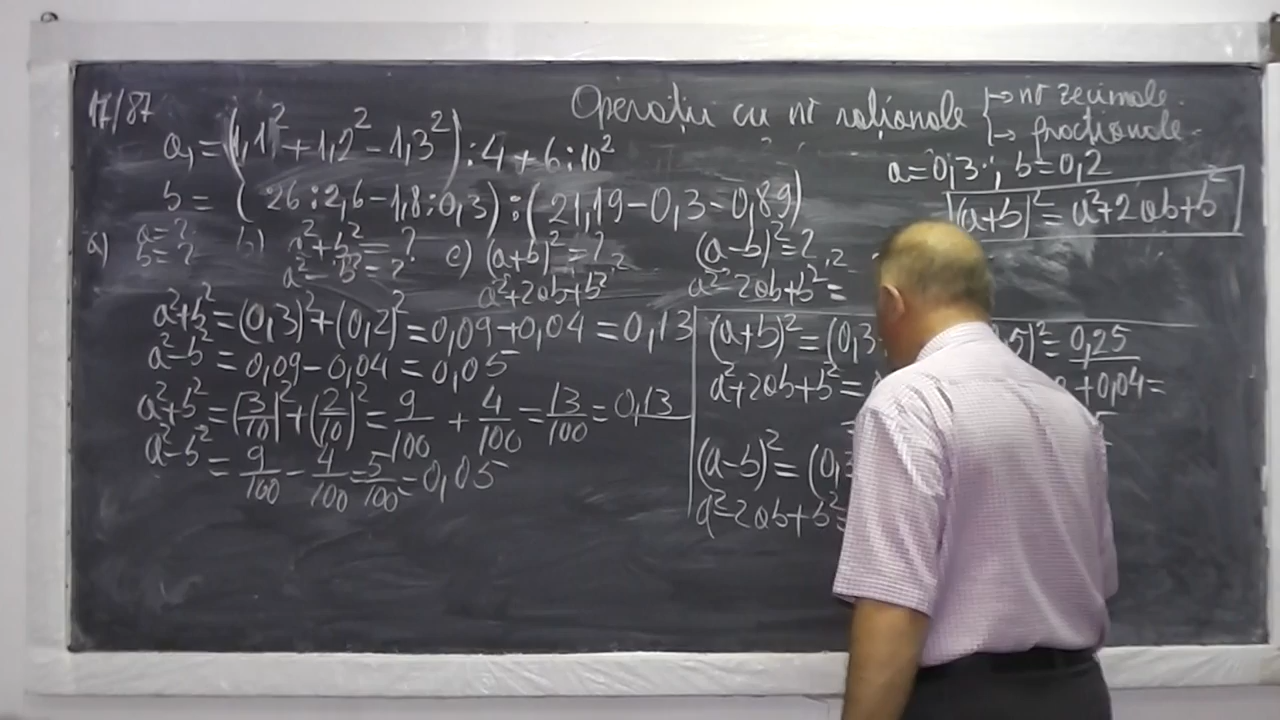 17/87
Operații cu nr raționale → nr zecimale
→ fracționale
a = (1,1² + 1,2² - 1,3²) : 4 + 6 : 10²
a = 0,3 ; b = 0,2
b = (26 : 2,6 - 1,8 : 0,3) : (21,19 - 0,3 - 0,89)
(a+b)² = a² + 2ab + b²
a) a = ?
b = ?
b) a² + b² = ?
a² - b² = ?
c) (a+b)² = ?
a² + 2ab + b²
(a-b)² = ?
a² 2ab + b² =
a² + b² = (0,3)² + (0,2)² = 0,09 + 0,04 = 0,13
a² - b² = 0,09 - 0,04 = 0,05
a² + b² = (3/10)² + (2/10)² = 9/100 + 4/100 = 13/100 = 0,13
a² - b² = 9/100 - 4/100 = 5/100 = 0,05
(a+b)² = (0,3 5)² = 0,25
a² + 2ab + b² = + 0,04 =
=
(a-b)² = (0,3
a² - 2ab + b² =